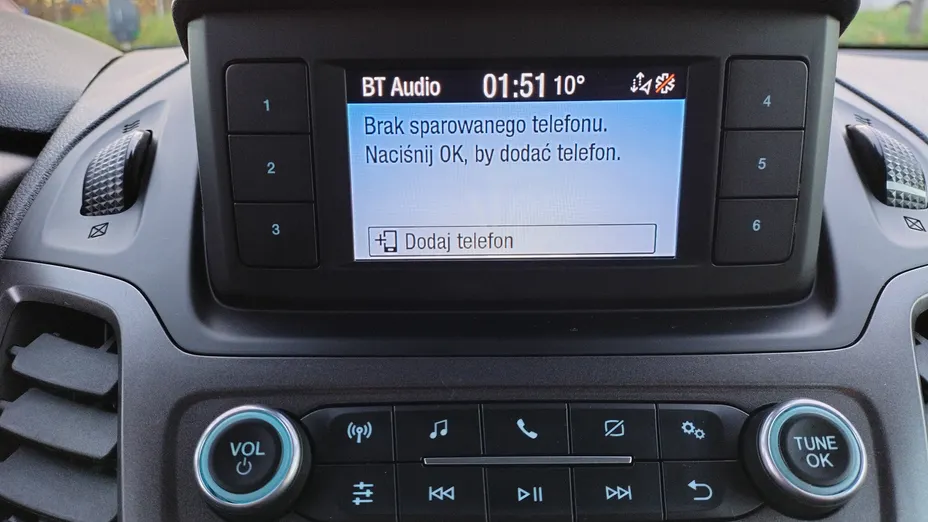 BT Audio 01:51 10°
1
Brak sparowanego telefonu.
4
Naciśnij OK, by dodać telefon.
2
5
3
6
Dodaj telefon
VOL
TUNE
OK